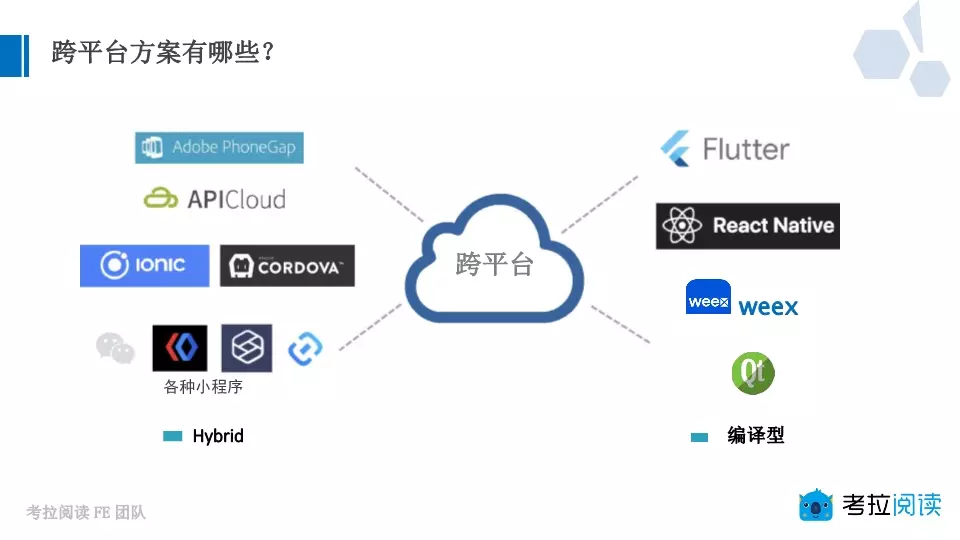 跨平台方案有哪些？
Adobe PhoneGap
APICloud
IONIC
CORDOVA™
各种小程序
Hybrid
跨平台
Flutter
React Native
weex weex
Qt
编译型
考拉阅读 FE 团队
考拉阅读